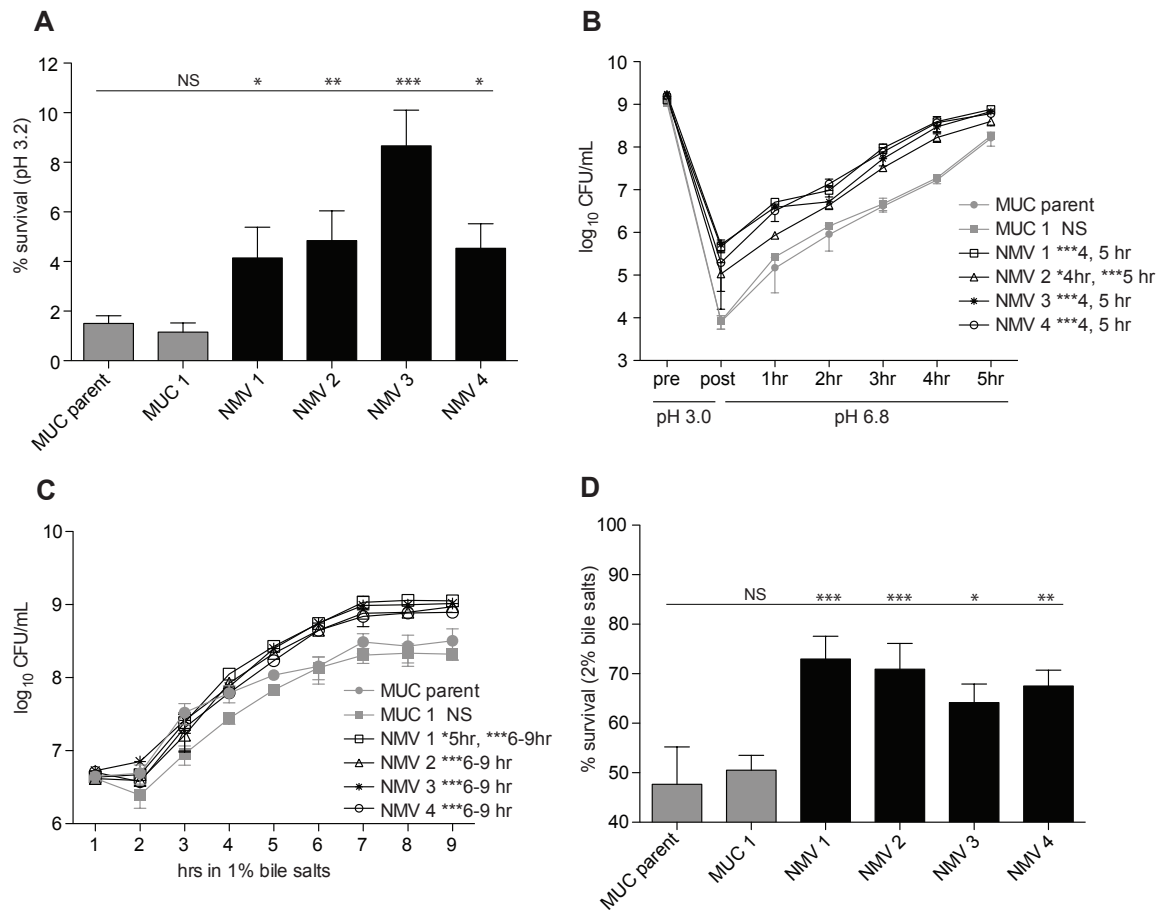 A
% survival (pH 3.2)
12
10
8
6
4
2
0
NS * ** *** *
MUC parent
MUC 1
NMV 1
NMV 2
NMV 3
NMV 4
B
log10 CFU/mL
10
9
8
7
6
5
4
3
MUC parent
MUC 1 NS
NMV 1 ***4, 5 hr
NMV 2 *4hr, ***5 hr
NMV 3 ***4, 5 hr
NMV 4 ***4, 5 hr
pre post 1hr 2hr 3hr 4hr 5hr
pH 3.0 pH 6.8
C
log10 CFU/mL
10
9
8
7
6
MUC parent
MUC 1 NS
NMV 1 *5hr, ***6-9hr
NMV 2 ***6-9 hr
NMV 3 ***6-9 hr
NMV 4 ***6-9 hr
1 2 3 4 5 6 7 8 9
hrs in 1% bile salts
D
% survival (2% bile salts)
100
90
80
70
60
50
40
NS *** *** * **
MUC parent
MUC 1
NMV 1
NMV 2
NMV 3
NMV 4